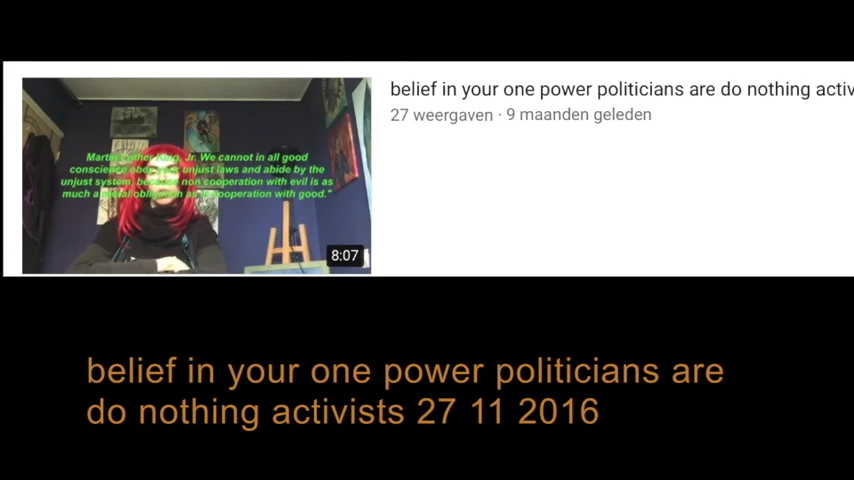 belief in your one power politicians are do nothing activ
27 weergaven · 9 maanden geleden
Martin Luther King, Jr. We cannot in all good
conscience obey your unjust laws and abide by the
unjust system, because non cooperation with evil is as
much a moral obligation as is cooperation with good."
8:07
belief in your one power politicians are
do nothing activists 27 11 2016